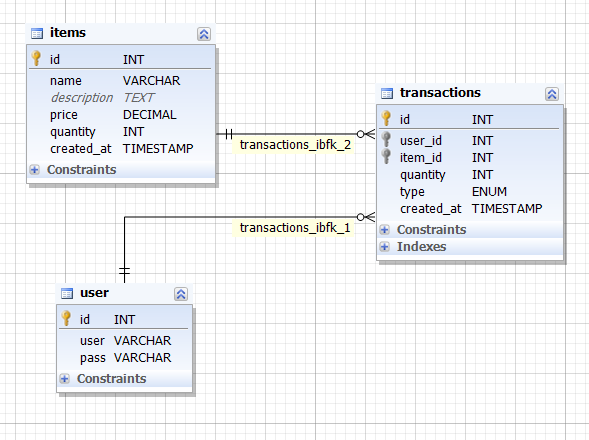 items
id INT
name VARCHAR
description TEXT
price DECIMAL
quantity INT
created_at TIMESTAMP
Constraints
transactions_ibfk_2
transactions
id INT
user_id INT
item_id INT
quantity INT
type ENUM
created_at TIMESTAMP
Constraints
Indexes
transactions_ibfk_1
user
id INT
user VARCHAR
pass VARCHAR
Constraints